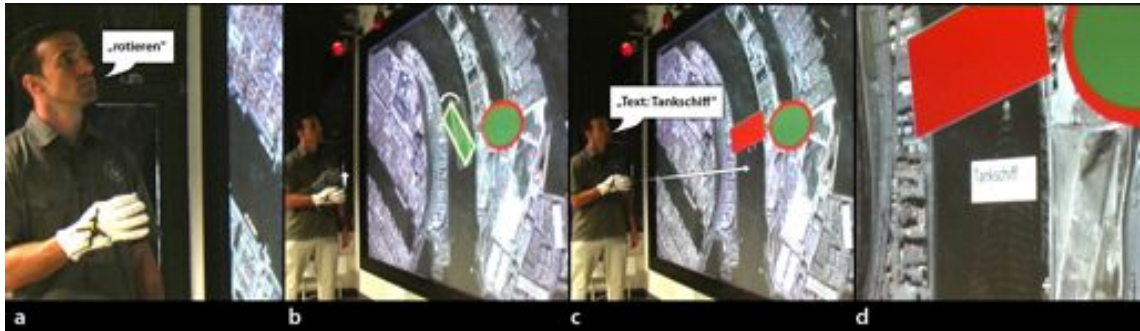 „rotieren“
„Text: Tankschiff“
Tankschiff
a
b
c
d